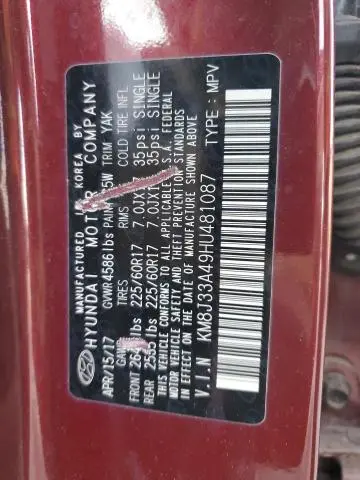 MANUFACTURED IN KOREA BY
HYUNDAI MOTOR COMPANY
APR/15/17 GVWR 4586 lbs PAINT 5W TRIM YAK
TIRES RIMS COLD TIRE INFL.
FRONT lbs 225/60R17 7.0JX17 35psi SINGLE
REAR 2555 lbs 225/60R17 7.0JX17 35psi SINGLE
THIS VEHICLE CONFORMS TO ALL APPLICABLE U.S.A. FEDERAL
MOTOR VEHICLE SAFETY AND THEFT PREVENTION STANDARDS
IN EFFECT ON THE DATE OF MANUFACTURE SHOWN ABOVE
V.I.N KM8J33A49HU481087 TYPE : MPV